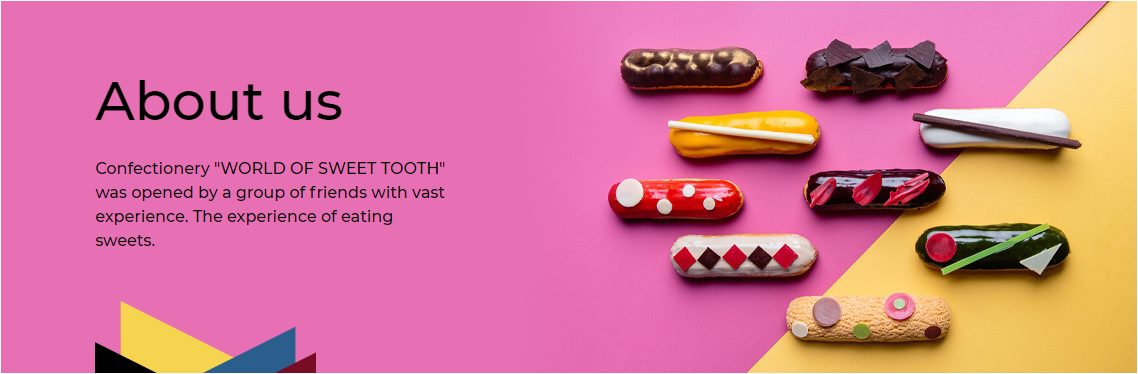 About us
Confectionery "WORLD OF SWEET TOOTH"
was opened by a group of friends with vast
experience. The experience of eating
sweets.